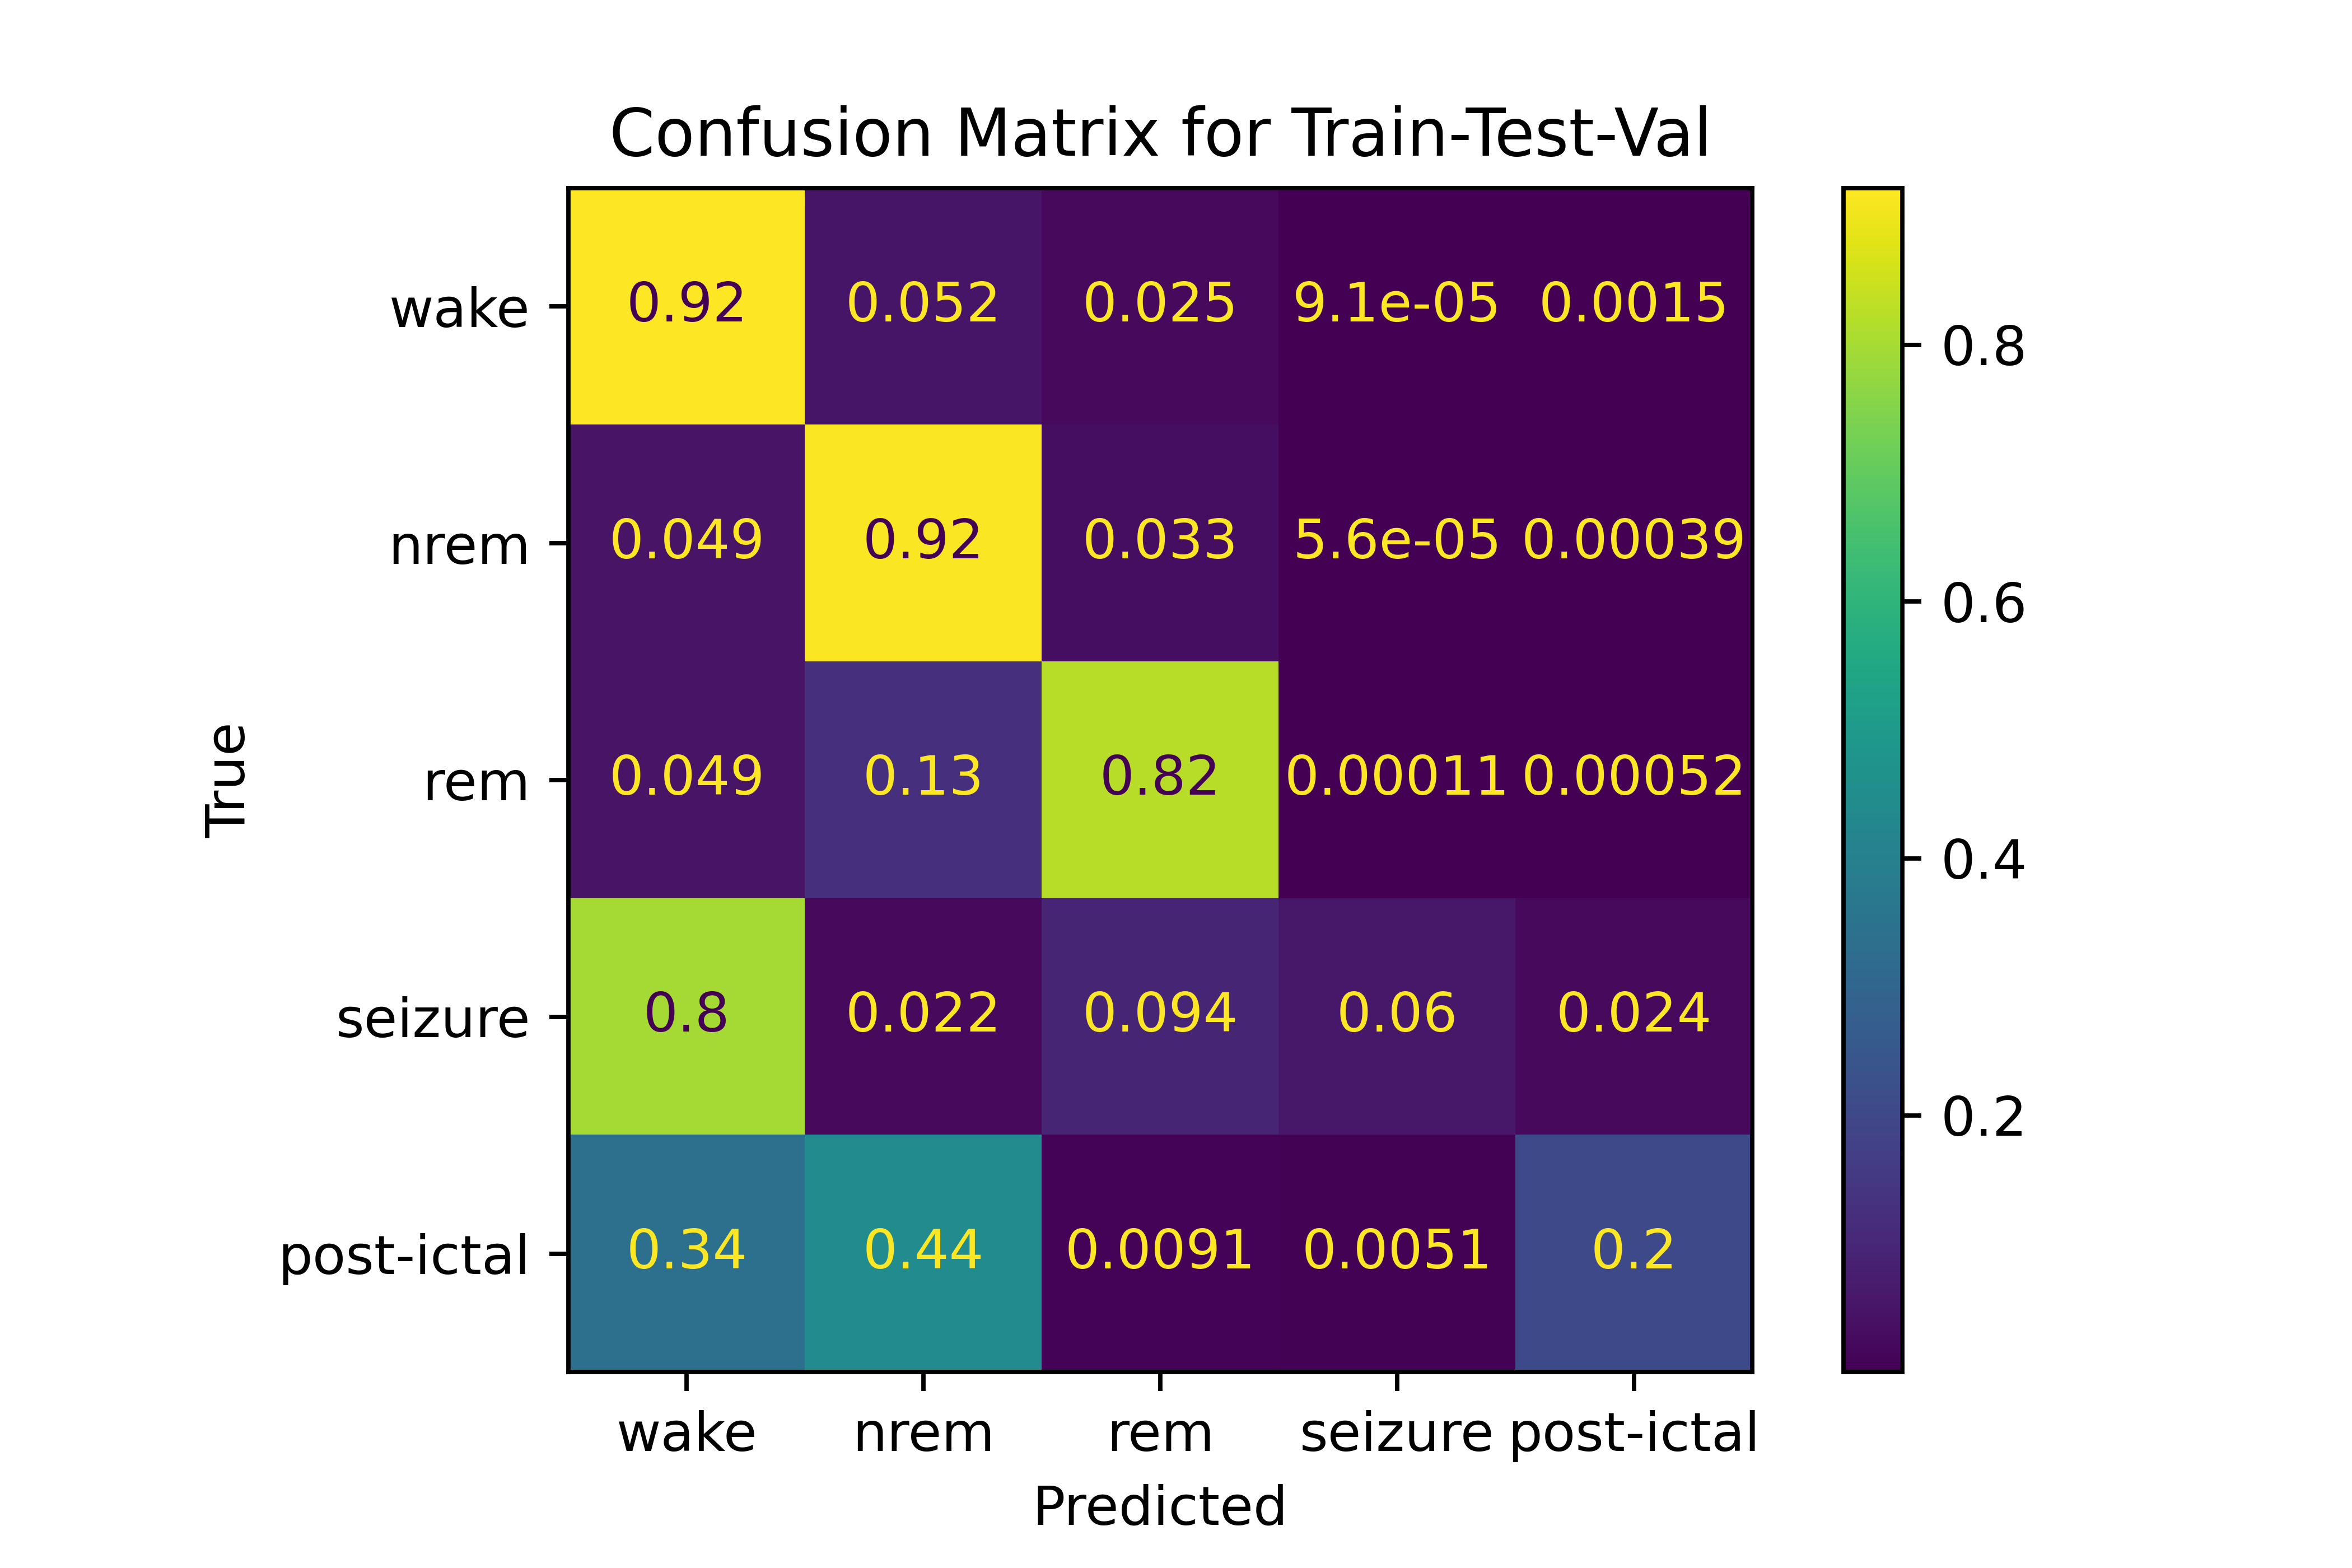 Confusion Matrix for Train-Test-Val
wake 0.92 0.052 0.025 9.1e-05 0.0015
nrem 0.049 0.92 0.033 5.6e-05 0.00039
rem 0.049 0.13 0.82 0.00011 0.00052
seizure 0.8 0.022 0.094 0.06 0.024
post-ictal 0.34 0.44 0.0091 0.0051 0.2
True
wake nrem rem seizure post-ictal
Predicted
0.8
0.6
0.4
0.2